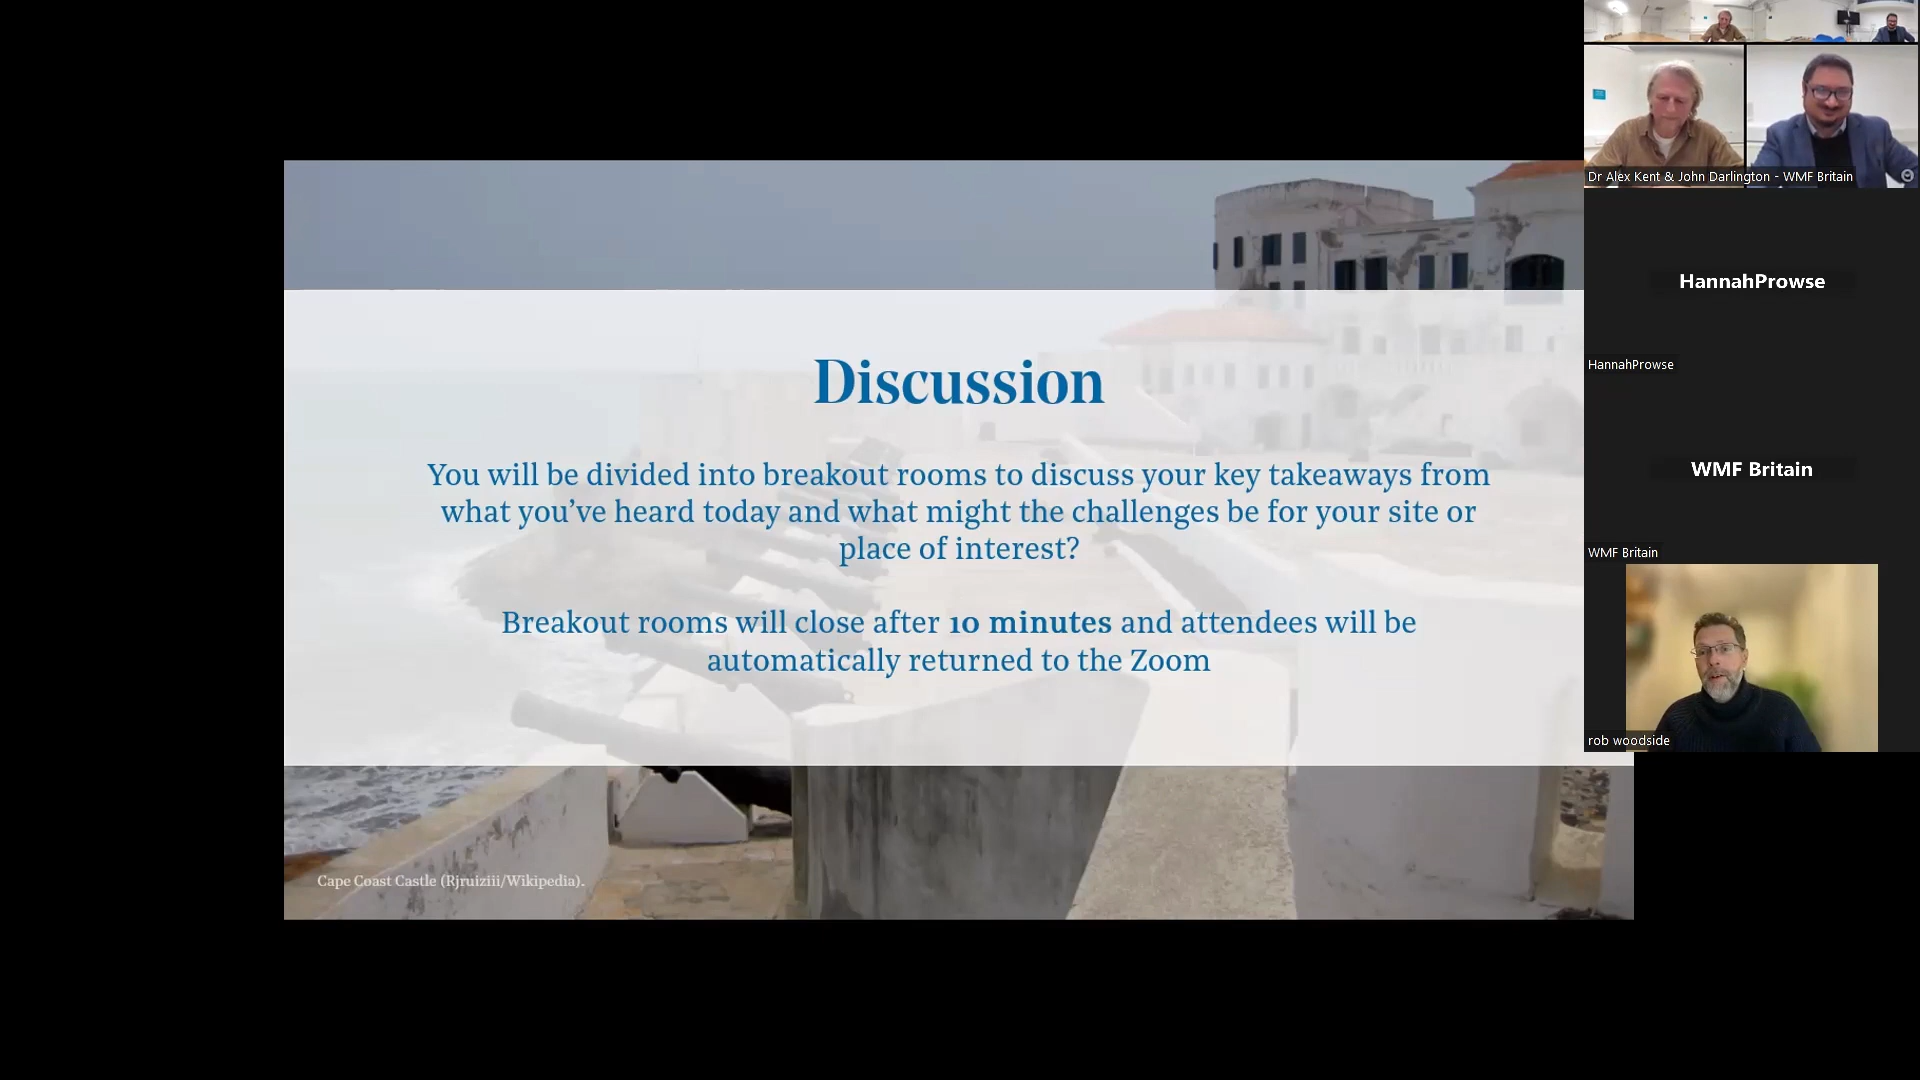 Discussion
You will be divided into breakout rooms to discuss your key takeaways from
what you've heard today and what might the challenges be for your site or
place of interest?
Breakout rooms will close after 10 minutes and attendees will be
automatically returned to the Zoom
Cape Coast Castle (Rjruiziii/Wikipedia).
Dr Alex Kent & John Darlington - WMF Britain
HannahProwse
HannahProwse
WMF Britain
WMF Britain
rob woodside